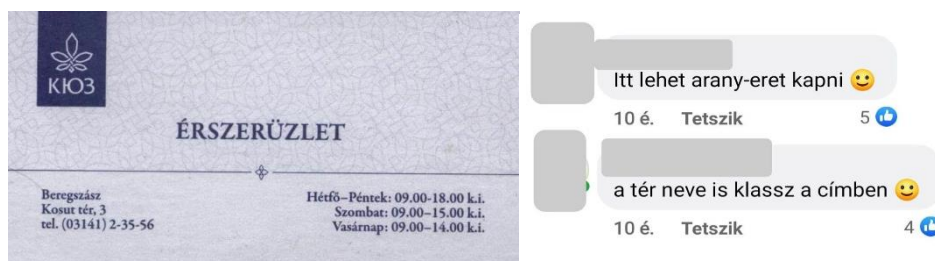 КЮЗ
ÉRSZERÜZLET
Beregszász
Kosut tér, 3
tel. (03141) 2-35-56
Hétfő–Péntek: 09.00-18.00 k.i.
Szombat: 09.00–15.00 k.i.
Vasárnap: 09.00–14.00 k.i.
Itt lehet arany-eret kapni 🙂
10 é. Tetszik 5
a tér neve is klassz a címben 🙂
10 é. Tetszik 4